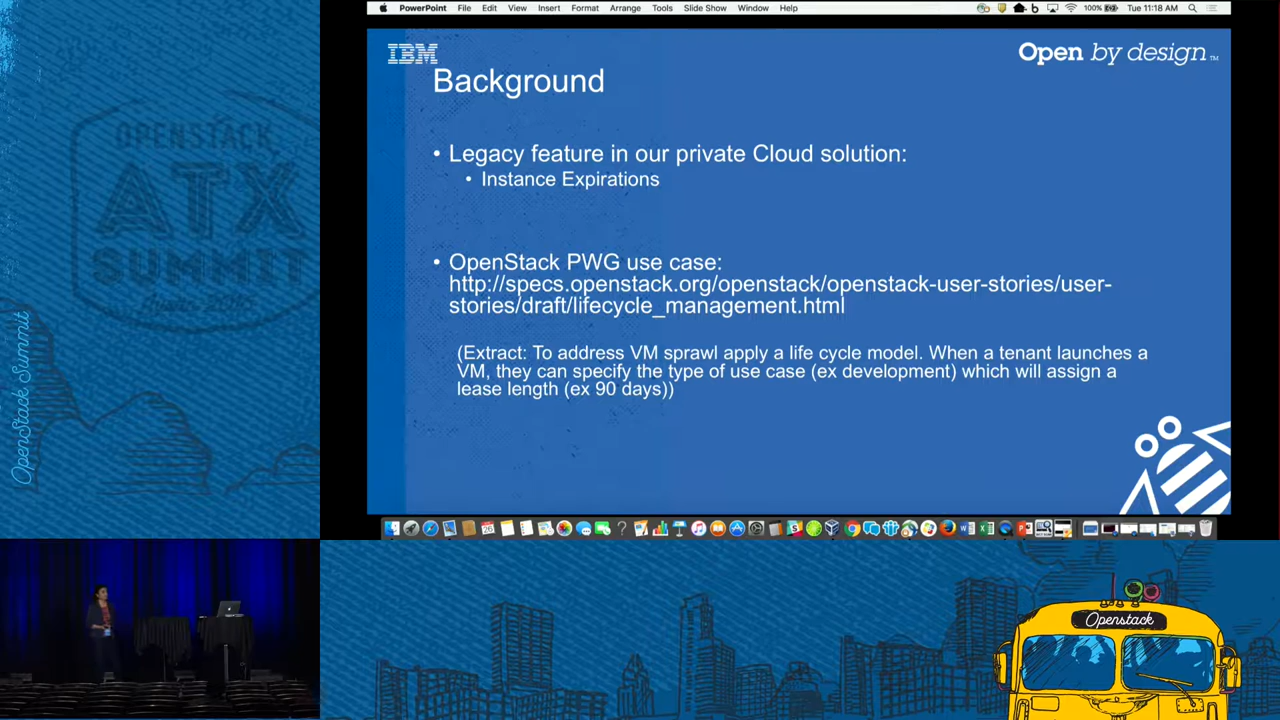 PowerPoint File Edit View Insert Format Arrange Tools Slide Show Window Help
100%
Tue 11:18 AM
IBM
Open by design™
Background
• Legacy feature in our private Cloud solution:
• Instance Expirations
• OpenStack PWG use case:
http://specs.openstack.org/openstack/openstack-user-stories/user-
stories/draft/lifecycle_management.html
(Extract: To address VM sprawl apply a life cycle model. When a tenant launches a
VM, they can specify the type of use case (ex development) which will assign a
lease length (ex 90 days))
OPENSTACK
ATX
SUMMIT
OpenStack Summit
Openstack